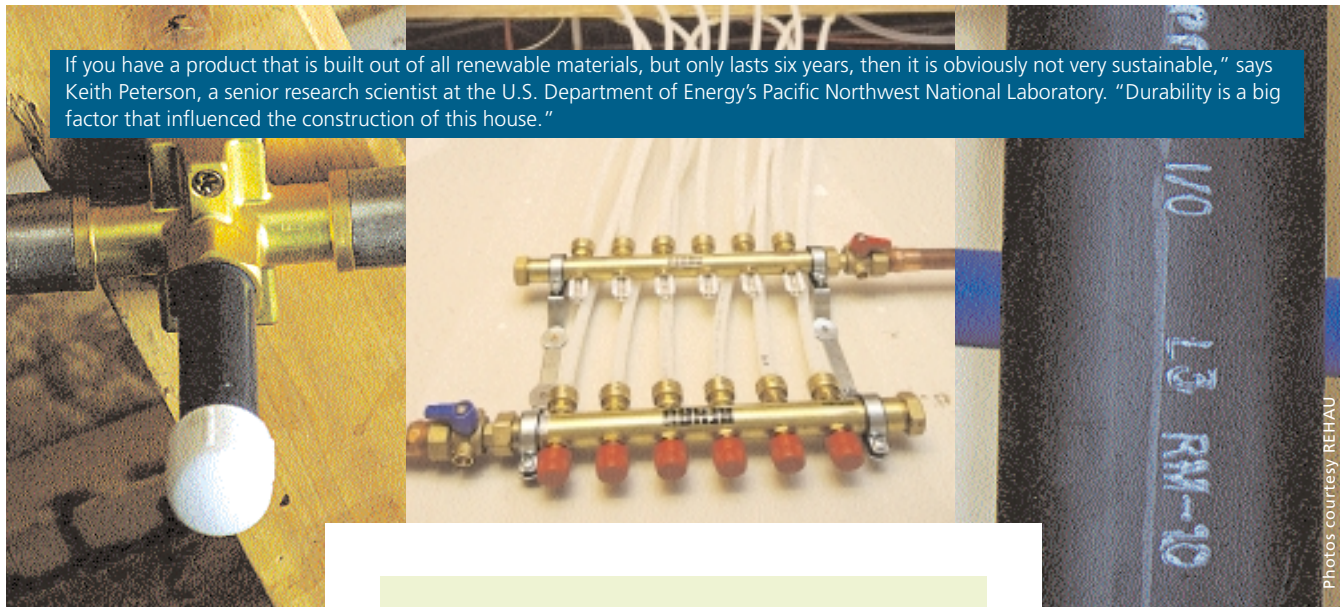 If you have a product that is built out of all renewable materials, but only lasts six years, then it is obviously not very sustainable,” says
Keith Peterson, a senior research scientist at the U.S. Department of Energy’s Pacific Northwest National Laboratory. “Durability is a big
factor that influenced the construction of this house.”
REHAU
I/O L3 RM-10
Photos courtesy REHAU